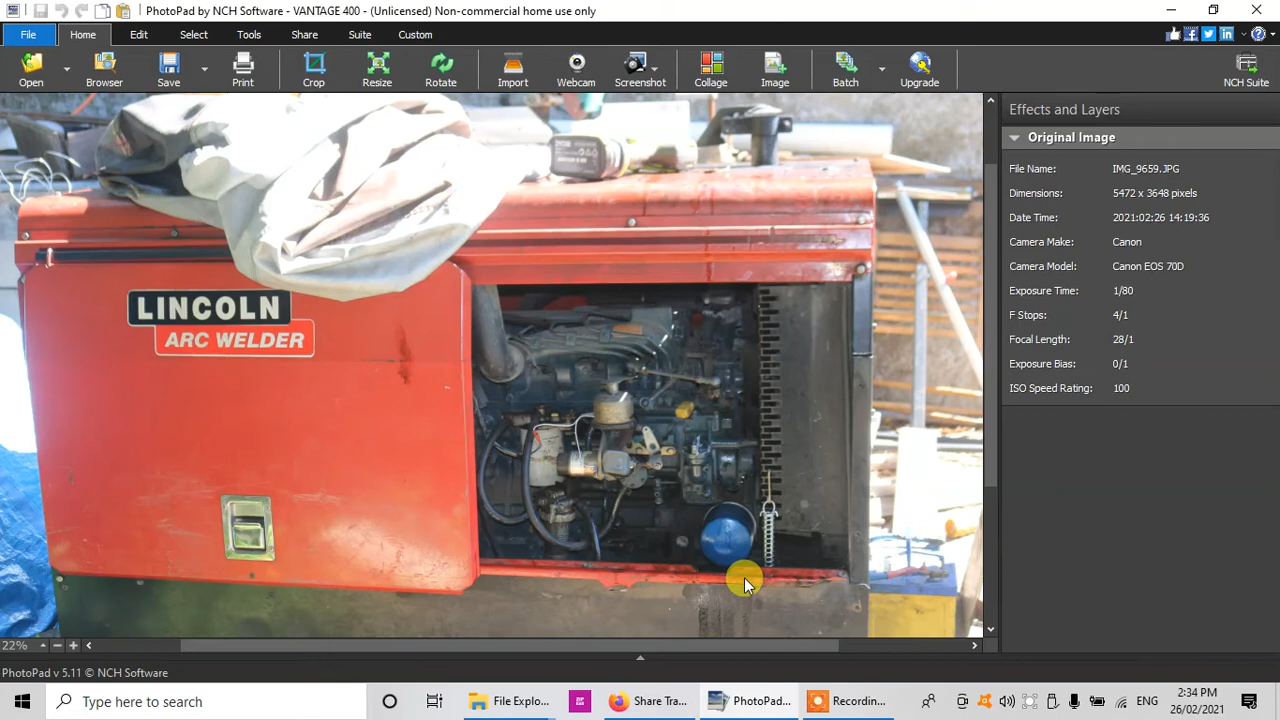 PhotoPad by NCH Software - VANTAGE 400 - (Unlicensed) Non-commercial home use only
File Home Edit Select Tools Share Suite Custom
Open Browser Save Print Crop Resize Rotate Import Webcam Screenshot Collage Image Batch Upgrade NCH Suite
Effects and Layers
Original Image
File Name: IMG_9659.JPG
Dimensions: 5472 x 3648 pixels
Date Time: 2021:02:26 14:19:36
Camera Make: Canon
Camera Model: Canon EOS 70D
Exposure Time: 1/80
F Stops: 4/1
Focal Length: 28/1
Exposure Bias: 0/1
ISO Speed Rating: 100
LINCOLN
ARC WELDER
22%
PhotoPad v 5.11 © NCH Software
Type here to search
File Explo...
Share Tra...
PhotoPad...
Recordin...
2:34 PM
26/02/2021